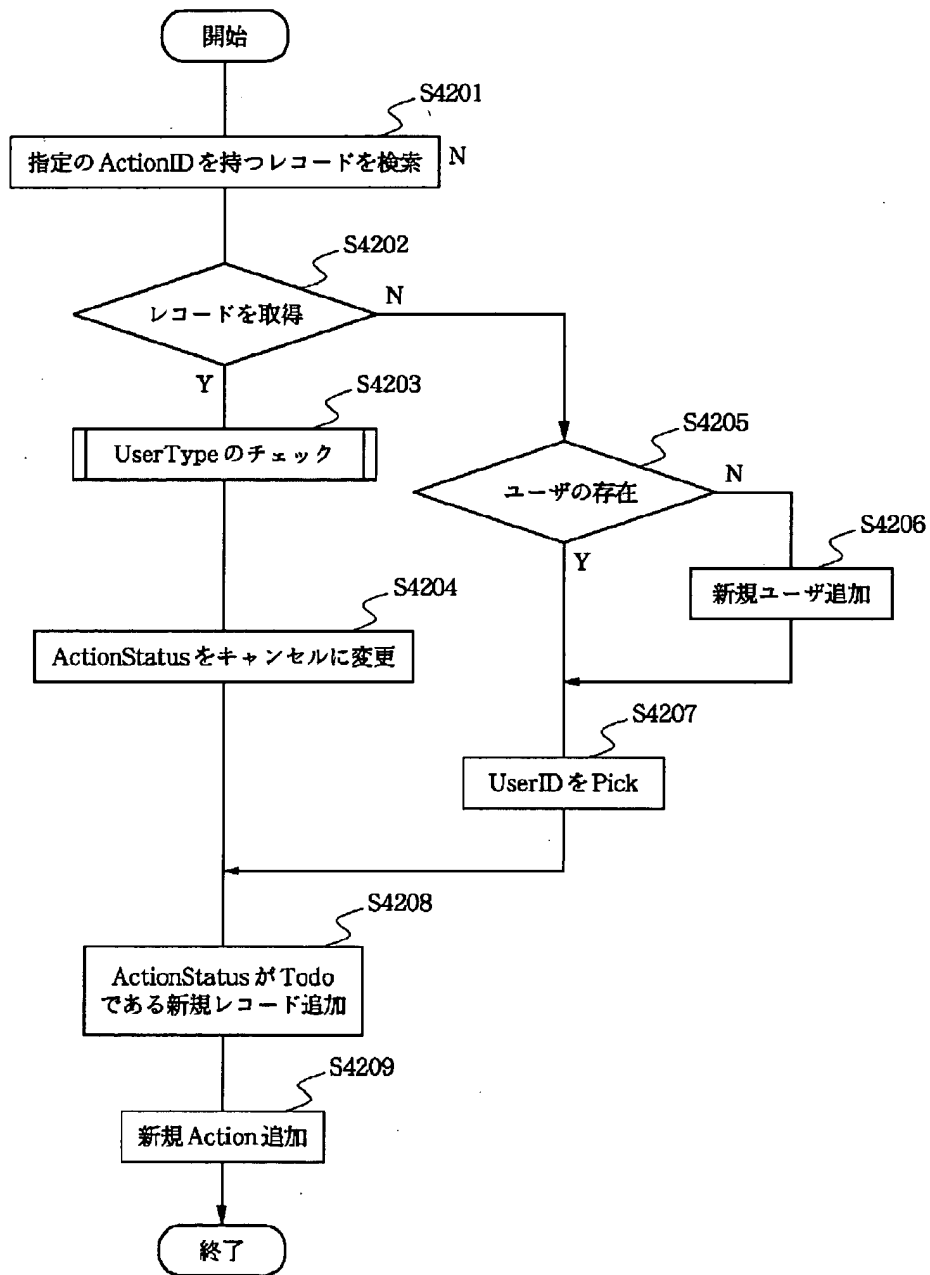 開始
S4201
指定のActionIDを持つレコードを検索
N
S4202
レコードを取得
N
Y
S4203
UserTypeのチェック
S4205
ユーザの存在
N
Y
S4206
新規ユーザ追加
S4204
ActionStatusをキャンセルに変更
S4207
UserIDをPick
S4208
ActionStatusがTodo
である新規レコード追加
S4209
新規Action追加
終了